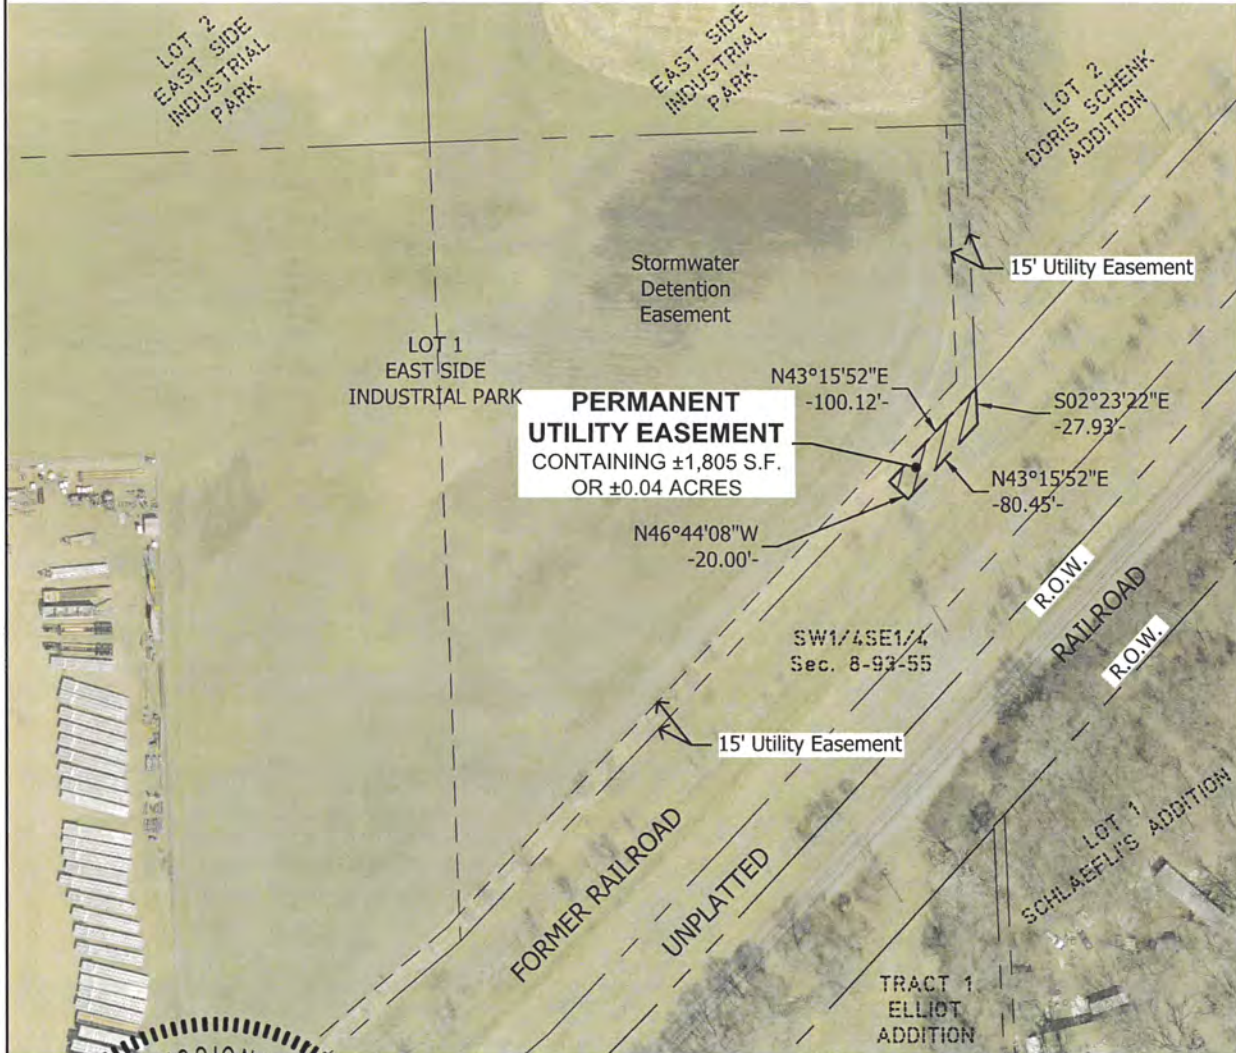 LOT 2
EAST SIDE
INDUSTRIAL
PARK
EAST SIDE
INDUSTRIAL
PARK
LOT 2
DORIS SCHENK
ADDITION
Stormwater
Detention
Easement
15' Utility Easement
LOT 1
EAST SIDE
INDUSTRIAL PARK
PERMANENT
UTILITY EASEMENT
CONTAINING ±1,805 S.F.
OR ±0.04 ACRES
N43°15'52"E
-100.12'-
S02°23'22"E
-27.93'-
N43°15'52"E
-80.45'-
N46°44'08"W
-20.00'-
SW1/4SE1/4
Sec. 8-93-55
R.O.W.
RAILROAD
R.O.W.
15' Utility Easement
FORMER RAILROAD
UNPLATTED
LOT 1
SCHLAEFLI'S ADDITION
TRACT 1
ELLIOT
ADDITION